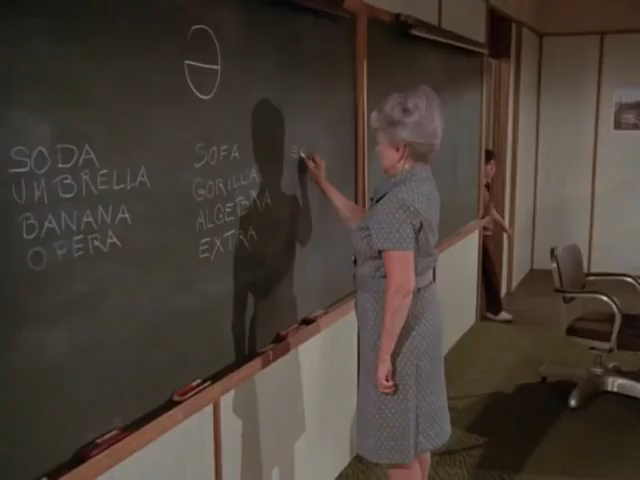 Ə
SODA
UMBRELLA
BANANA
OPERA
SOFA
GORILLA
ALGEBRA
EXTRA